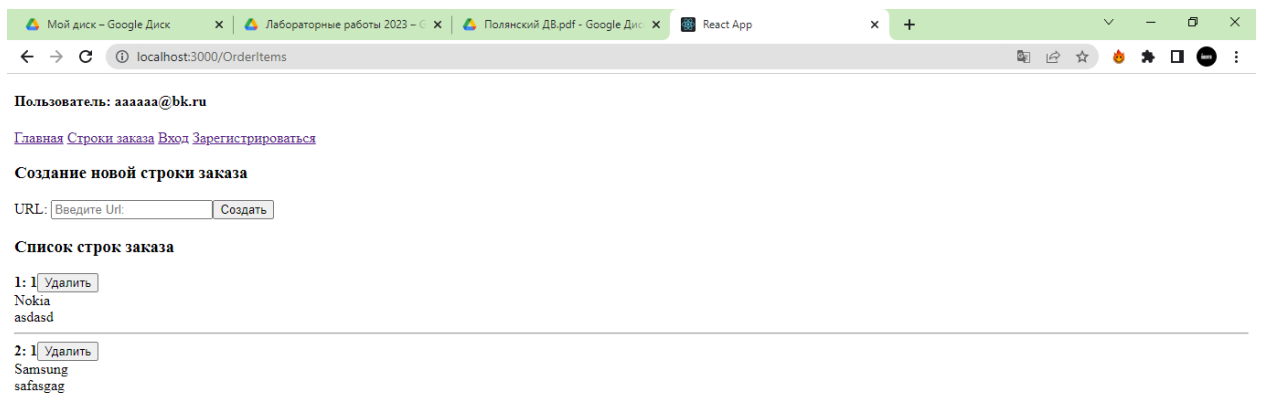 Мой диск – Google Диск
Лабораторные работы 2023 – G
Полянский ДВ.pdf - Google Дис
React App
localhost:3000/OrderItems
Пользователь: aaaaaa@bk.ru
Главная Строки заказа Вход Зарегистрироваться
Создание новой строки заказа
URL: Введите Url: Создать
Список строк заказа
1: 1 Удалить
Nokia
asdasd
2: 1 Удалить
Samsung
safasgag